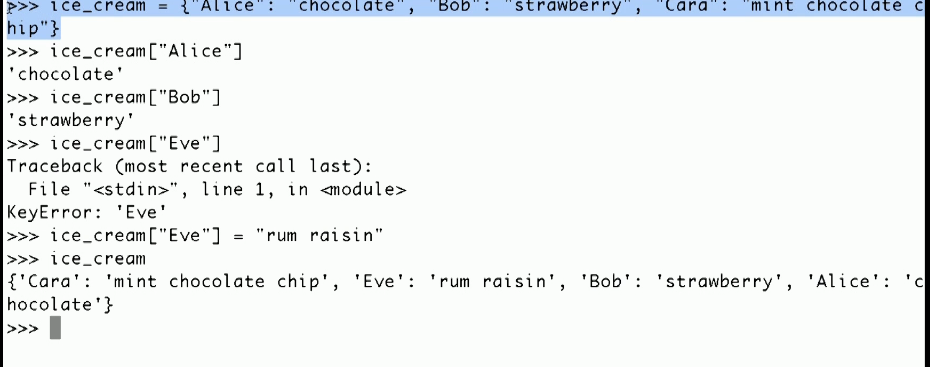 >>> ice_cream = {"Alice": "chocolate", "Bob": "strawberry", "Cara": "mint chocolate c
hip"}
>>> ice_cream["Alice"]
'chocolate'
>>> ice_cream["Bob"]
'strawberry'
>>> ice_cream["Eve"]
Traceback (most recent call last):
  File "<stdin>", line 1, in <module>
KeyError: 'Eve'
>>> ice_cream["Eve"] = "rum raisin"
>>> ice_cream
{'Cara': 'mint chocolate chip', 'Eve': 'rum raisin', 'Bob': 'strawberry', 'Alice': 'c
hocolate'}
>>>